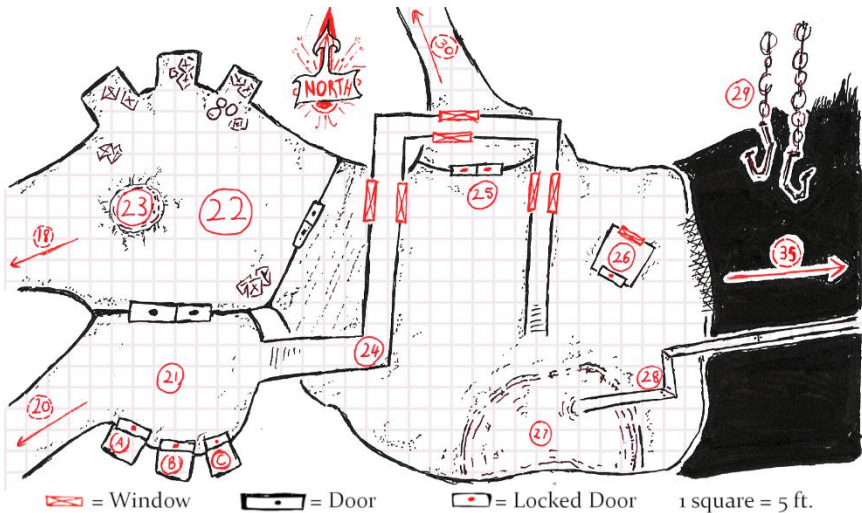 30
29
NORTH
23
22
25
26
18
35
24
21
28
20
27
A
B
C
= Window
= Door
= Locked Door
1 square = 5 ft.